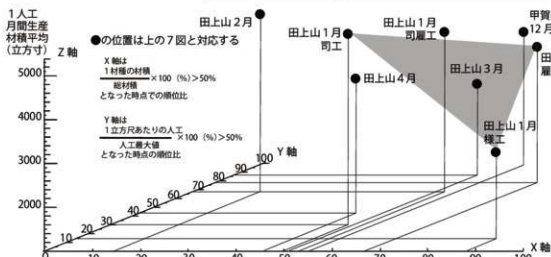 1人工
月間生産
材積平均
（立方寸）
Z 軸
田上山２月
●の位置は上の７図と対応する
X 軸は
1材種の材積
総材積
×100（%）>50%
となった時点での順位比
Y 軸は
1立方尺あたりの人工
人工最大値
×100（%）>50%
となった時点での順位比
田上山１月
司工
田上山１月
司雇工
甲賀
12月
田
雇
田上山４月
田上山３月
田上山１月
様工
5000
4000
3000
2000
Y 軸
10 20 30 40 50 60 70 80 90 100
X 軸
10 20 30 40 50 60 70 80 90 100